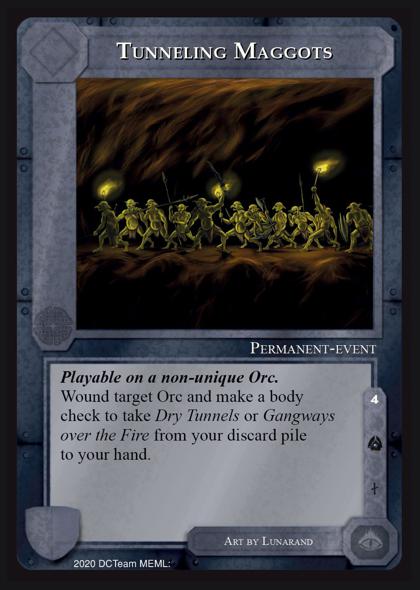 Tunneling Maggots
Permanent-event
Playable on a non-unique Orc.
Wound target Orc and make a body
check to take Dry Tunnels or Gangways
over the Fire from your discard pile
to your hand.
4
Art by Lunarand
2020 DCTeam MEML: